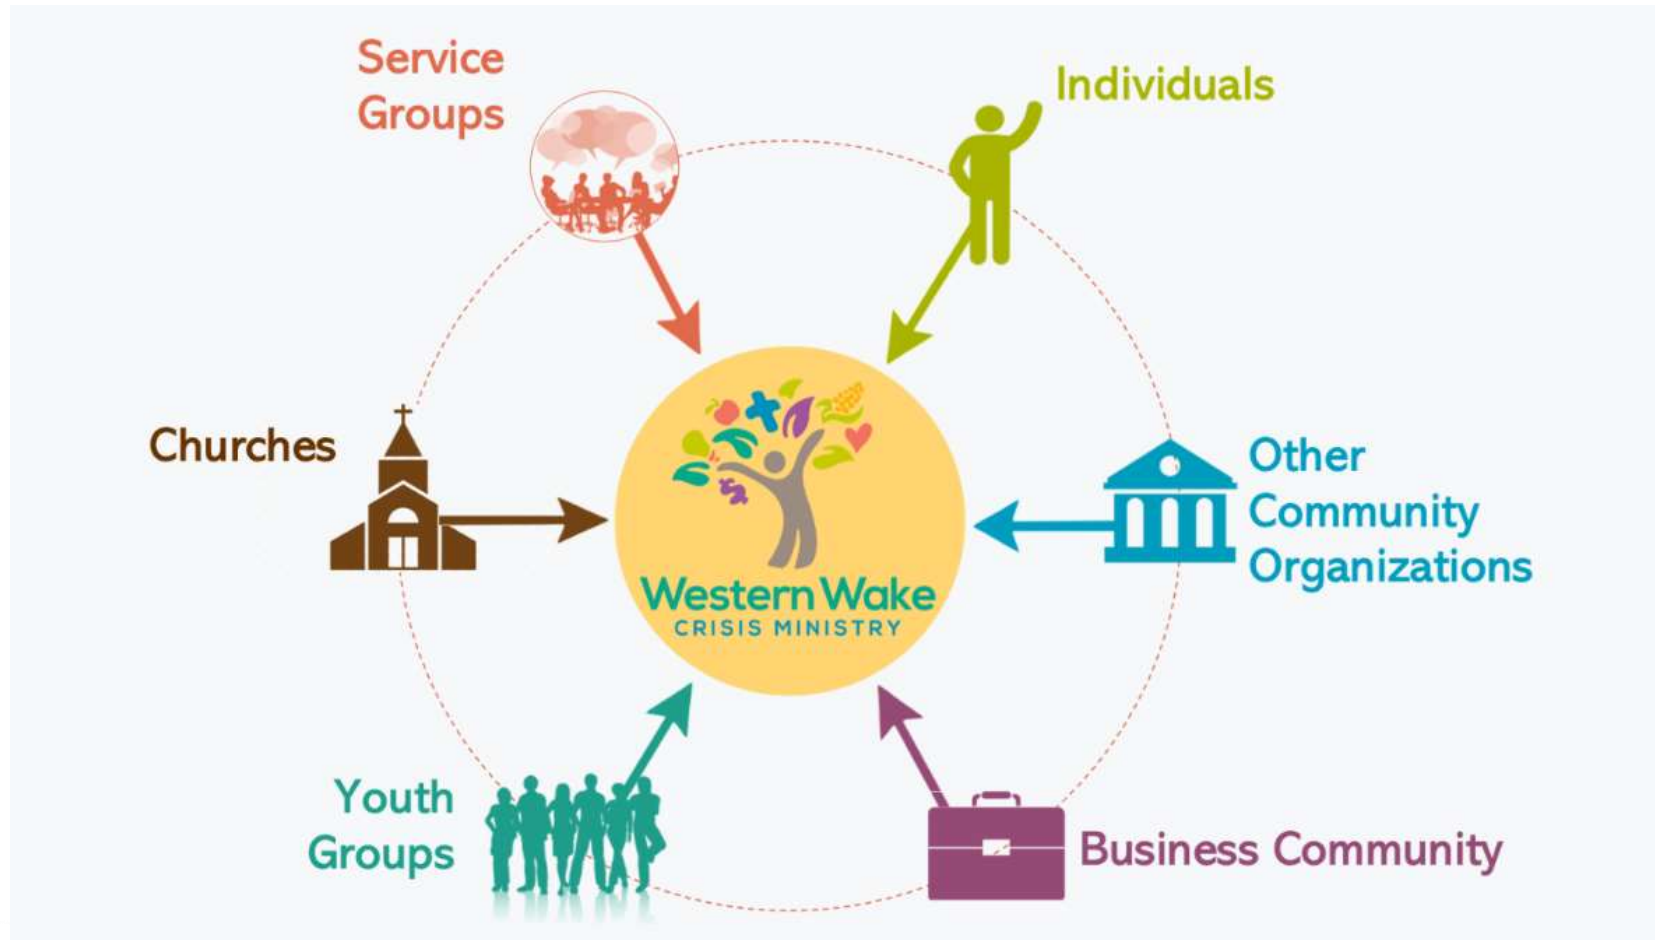 Service
Groups
Individuals
Churches
Other
Community
Organizations
Western Wake
CRISIS MINISTRY
Youth
Groups
Business Community